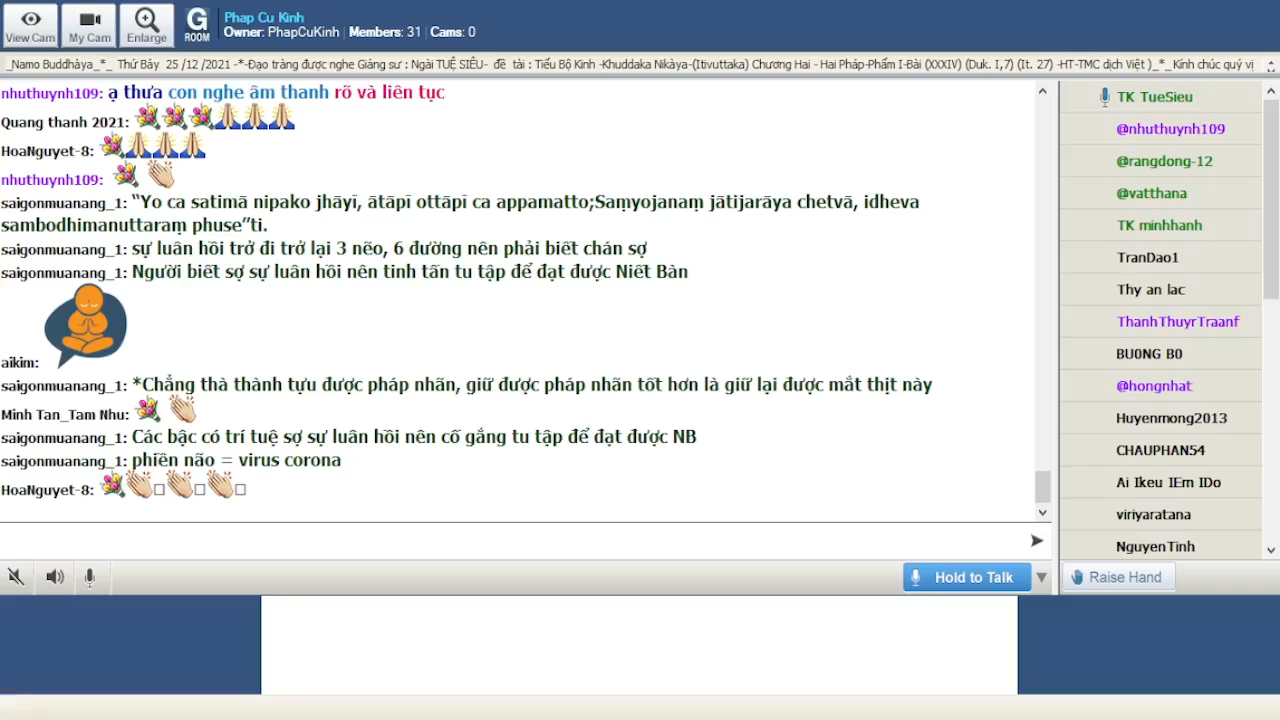 View Cam
My Cam
Enlarge
G
ROOM
Phap Cu Kinh
Owner: PhapCuKinh | Members: 31 | Cams: 0
_Namo Buddhàya_*_ Thứ Bảy 25 /12 /2021 -*-Đạo tràng được nghe Giảng sư : Ngài TUỆ SIÊU- đề tài : Tiểu Bộ Kinh -Khuddaka Nikàya-(Itivuttaka) Chương Hai - Hai Pháp-Phẩm I-Bài (XXXIV) (Duk. I,7) (It. 27) -HT-TMC dịch Việt )_*_Kính chúc quý vị
nhuthuynh109: ạ thưa con nghe âm thanh rõ và liên tục
Quang thanh 2021:
HoaNguyet-8:
nhuthuynh109:
saigonmuanang_1: “Yo ca satimā nipako jhāyī, ātāpī ottāpī ca appamatto;Saṃyojanaṃ jātijarāya chetvā, idheva
sambodhimanuttaraṃ phuse”ti.
saigonmuanang_1: sự luân hồi trở đi trở lại 3 nẻo, 6 đường nên phải biết chán sợ
saigonmuanang_1: Người biết sợ sự luân hồi nên tinh tấn tu tập để đạt được Niết Bàn
aikim:
saigonmuanang_1: *Chẳng thà thành tựu được pháp nhãn, giữ được pháp nhãn tốt hơn là giữ lại được mắt thịt này
Minh Tan_Tam Nhu:
saigonmuanang_1: Các bậc có trí tuệ sợ sự luân hồi nên cố gắng tu tập để đạt được NB
saigonmuanang_1: phiền não = virus corona
HoaNguyet-8:
TK TueSieu
@nhuthuynh109
@rangdong-12
@vatthana
TK minhhanh
TranDao1
Thy an lac
ThanhThuyrTraanf
BU0NG B0
@hongnhat
Huyenmong2013
CHAUPHAN54
Ai Ikeu IErn IDo
viriyaratana
NguyenTinh
Hold to Talk
Raise Hand